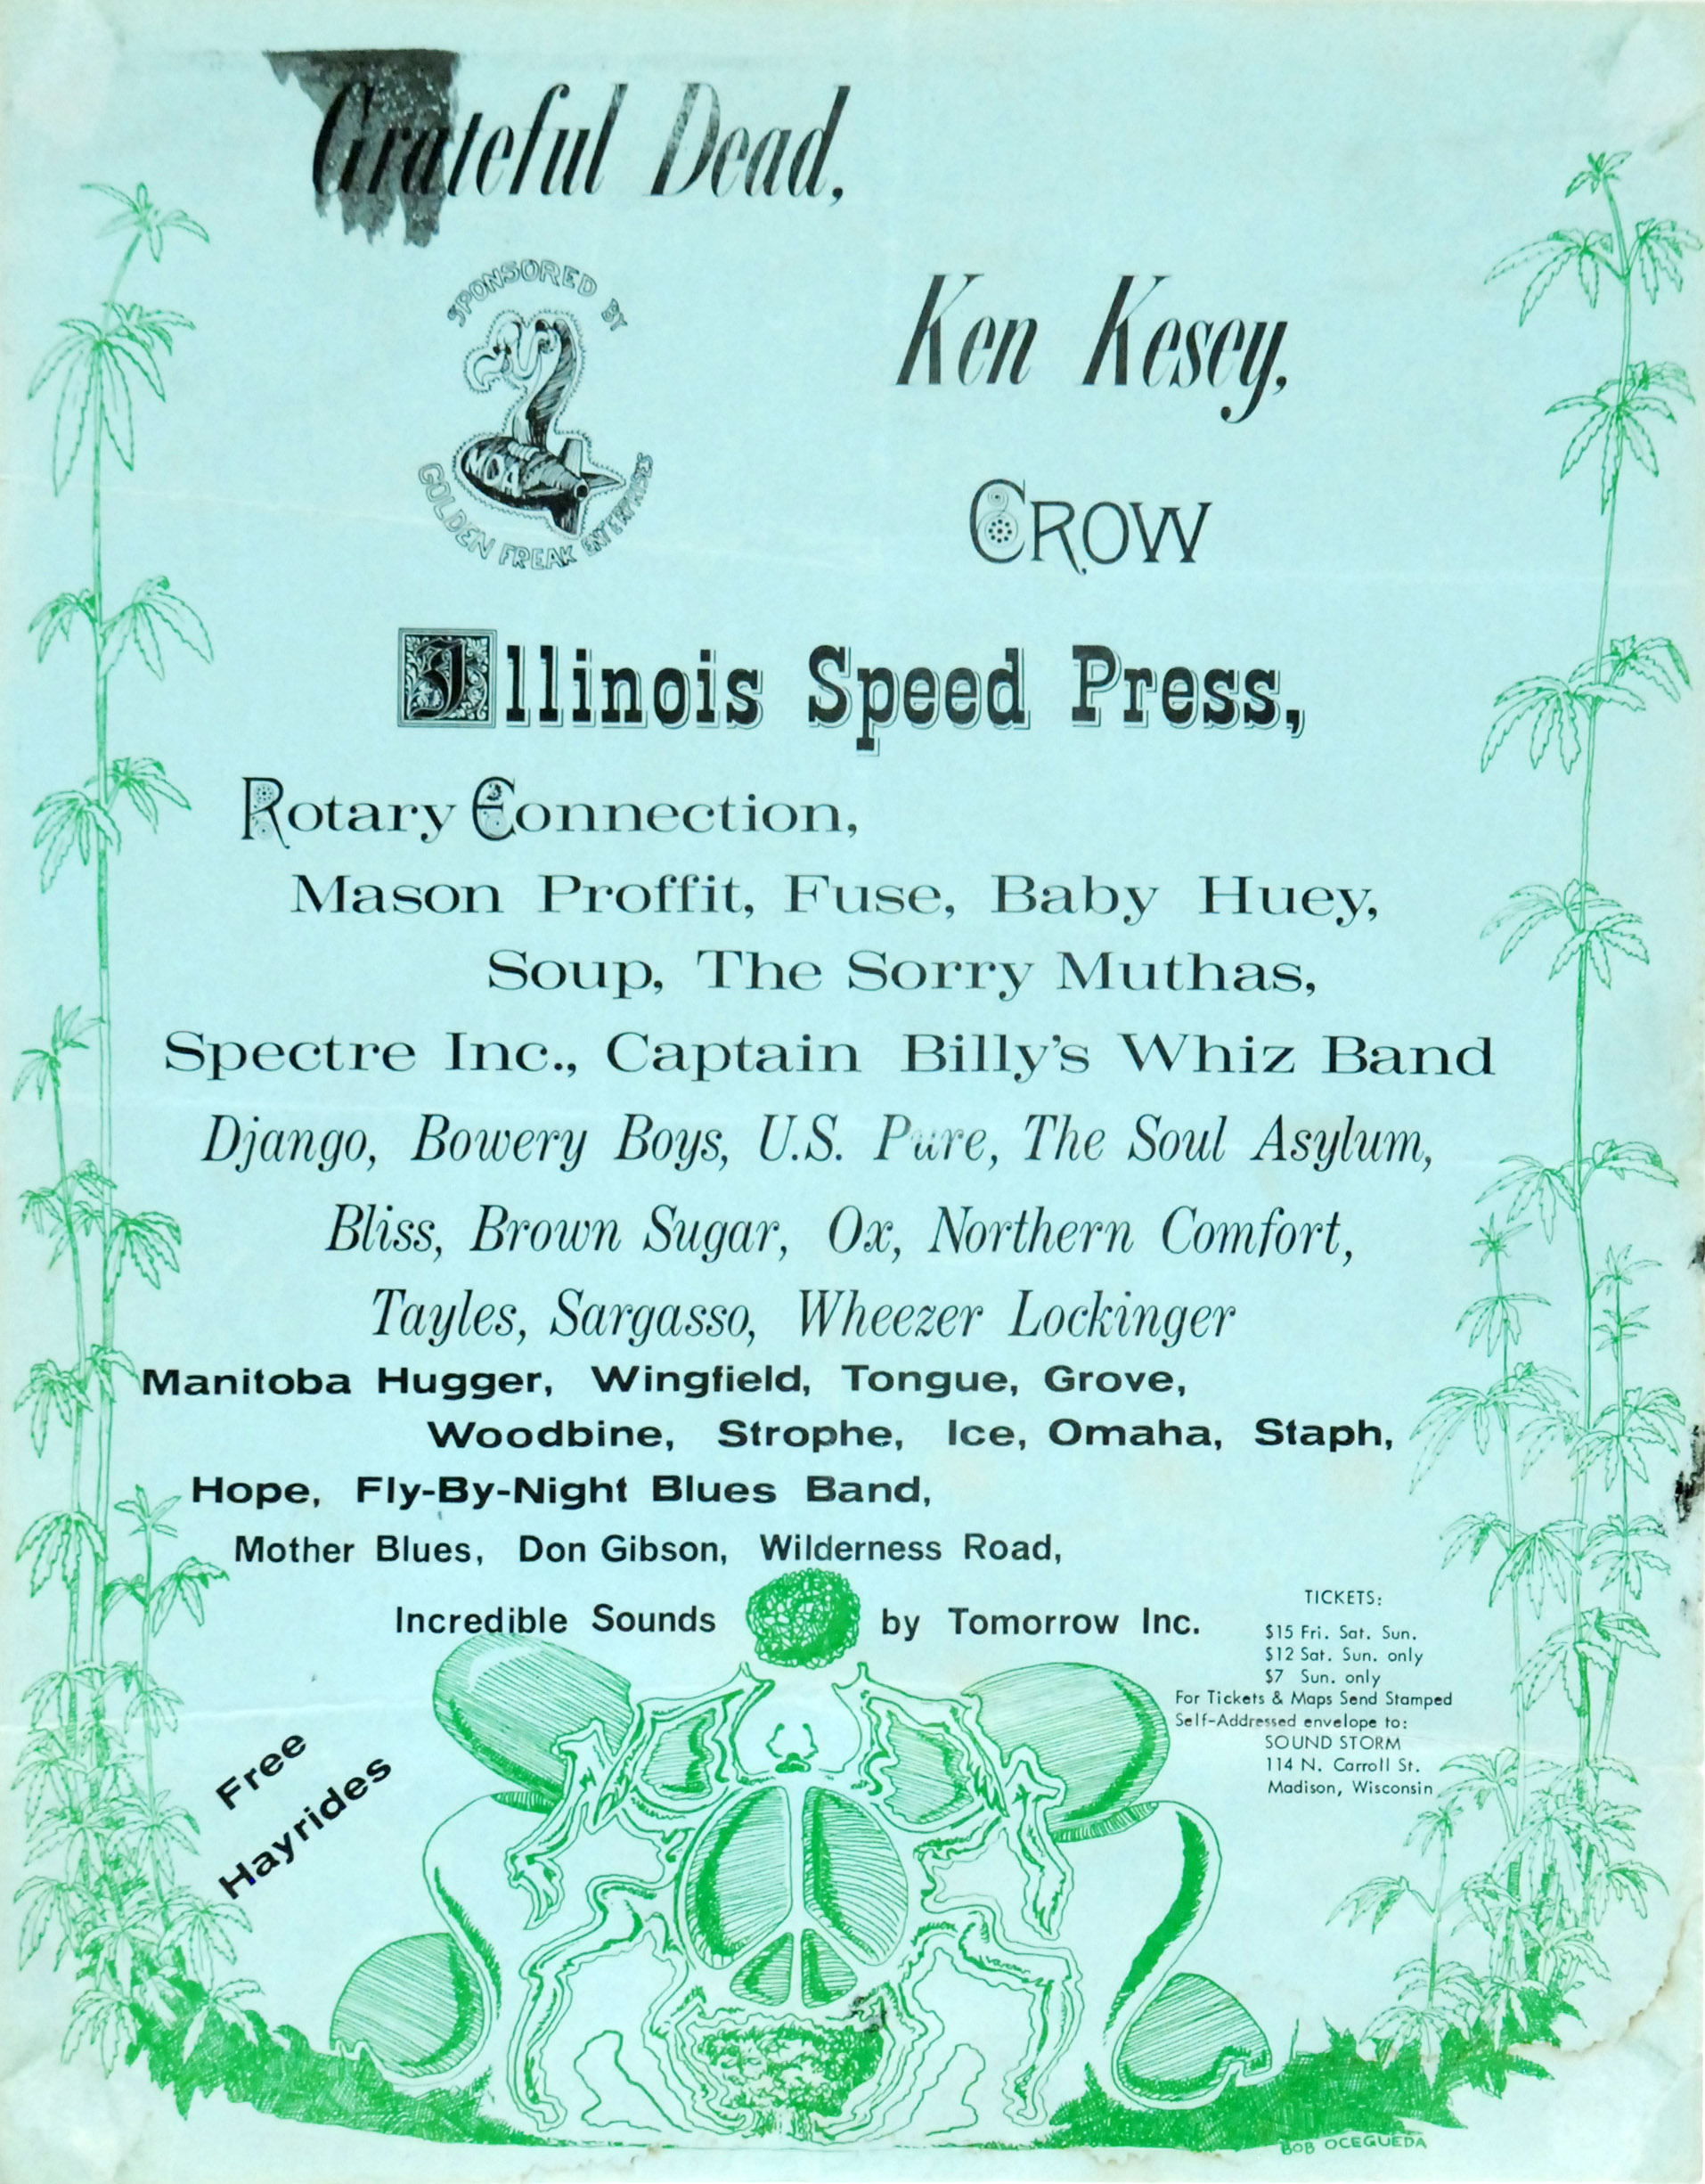 Grateful Dead,
SPONSORED BY
MDA
GOLDEN FREAK ENTERPRISES
Ken Kesey,
CROW
Illinois Speed Press,
Rotary Connection,
Mason Proffit, Fuse, Baby Huey,
Soup, The Sorry Muthas,
Spectre Inc., Captain Billy's Whiz Band
Django, Bowery Boys, U.S. Pure, The Soul Asylum,
Bliss, Brown Sugar, Ox, Northern Comfort,
Tayles, Sargasso, Wheezer Lockinger
Manitoba Hugger, Wingfield, Tongue, Grove,
Woodbine, Strophe, Ice, Omaha, Staph,
Hope, Fly-By-Night Blues Band,
Mother Blues, Don Gibson, Wilderness Road,
Incredible Sounds by Tomorrow Inc.
TICKETS:
$15 Fri. Sat. Sun.
$12 Sat. Sun. only
$7 Sun. only
For Tickets & Maps Send Stamped
Self-Addressed envelope to:
SOUND STORM
114 N. Carroll St.
Madison, Wisconsin
Free
Hayrides
BOB OCEGUEDA